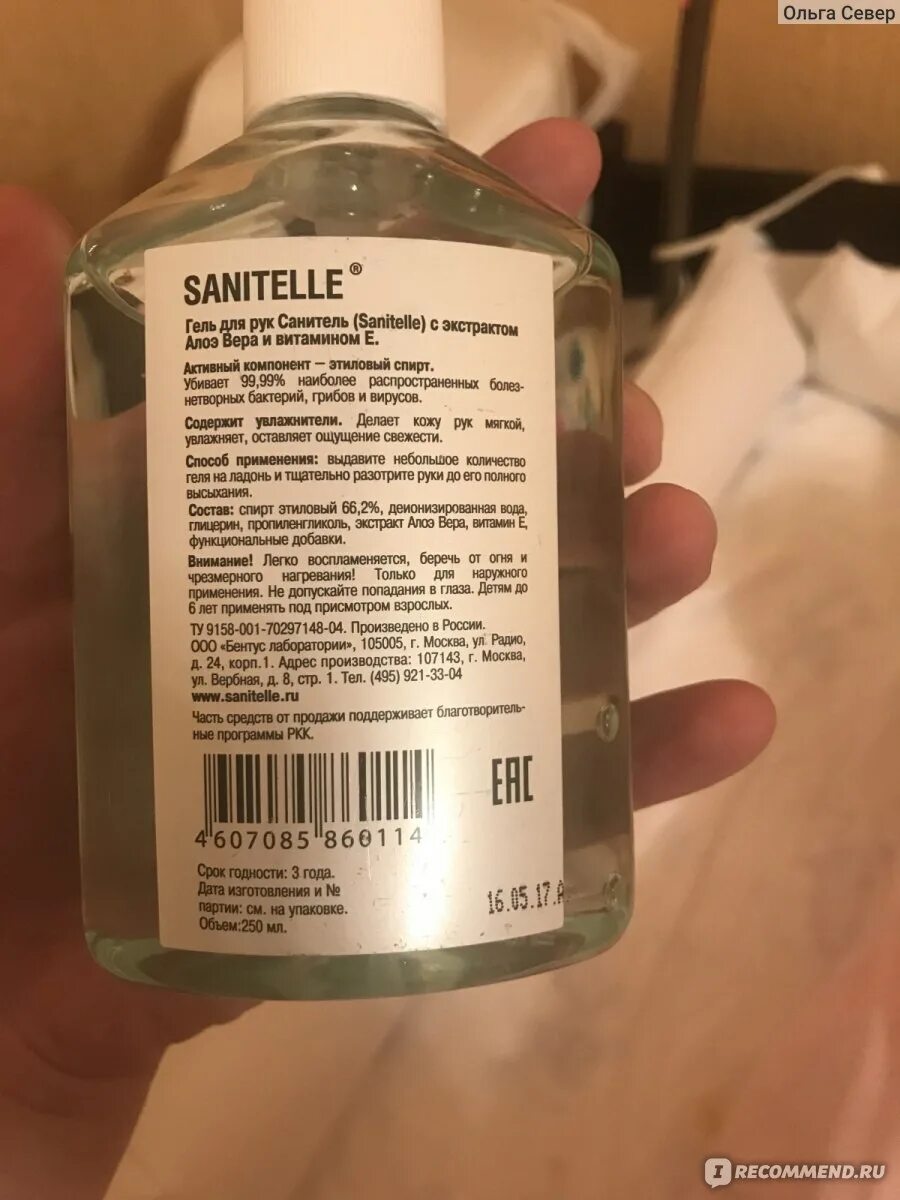 Ольга Север
SANITELLE®
Гель для рук Санитель (Sanitelle) с экстрактом
Алоэ Вера и витамином Е.
Активный компонент – этиловый спирт.
Убивает 99,99% наиболее распространенных болез-
нетворных бактерий, грибов и вирусов.
Содержит увлажнители. Делает кожу рук мягкой,
увлажняет, оставляет ощущение свежести.
Способ применения: выдавите небольшое количество
геля на ладонь и тщательно разотрите руки до его полного
высыхания.
Состав: спирт этиловый 66,2%, деионизированная вода,
глицерин, пропиленгликоль, экстракт Алоэ Вера, витамин Е,
функциональные добавки.
Внимание! Легко воспламеняется, беречь от огня и
чрезмерного нагревания! Только для наружного
применения. Не допускайте попадания в глаза. Детям до
6 лет применять под присмотром взрослых.
ТУ 9158-001-70297148-04. Произведено в России.
ООО «Бентус лаборатории», 105005, г. Москва, ул. Радио,
д. 24, корп.1. Адрес производства: 107143, г. Москва,
ул. Вербная, д. 8, стр. 1. Тел. (495) 921-33-04
www.sanitelle.ru
Часть средств от продажи поддерживает благотворитель-
ные программы РКК.
EAC
4 607085 860114
Срок годности: 3 года.
Дата изготовления и №
партии: см. на упаковке.
Объем:250 мл.
16.05.17.А
IRECOMMEND.RU